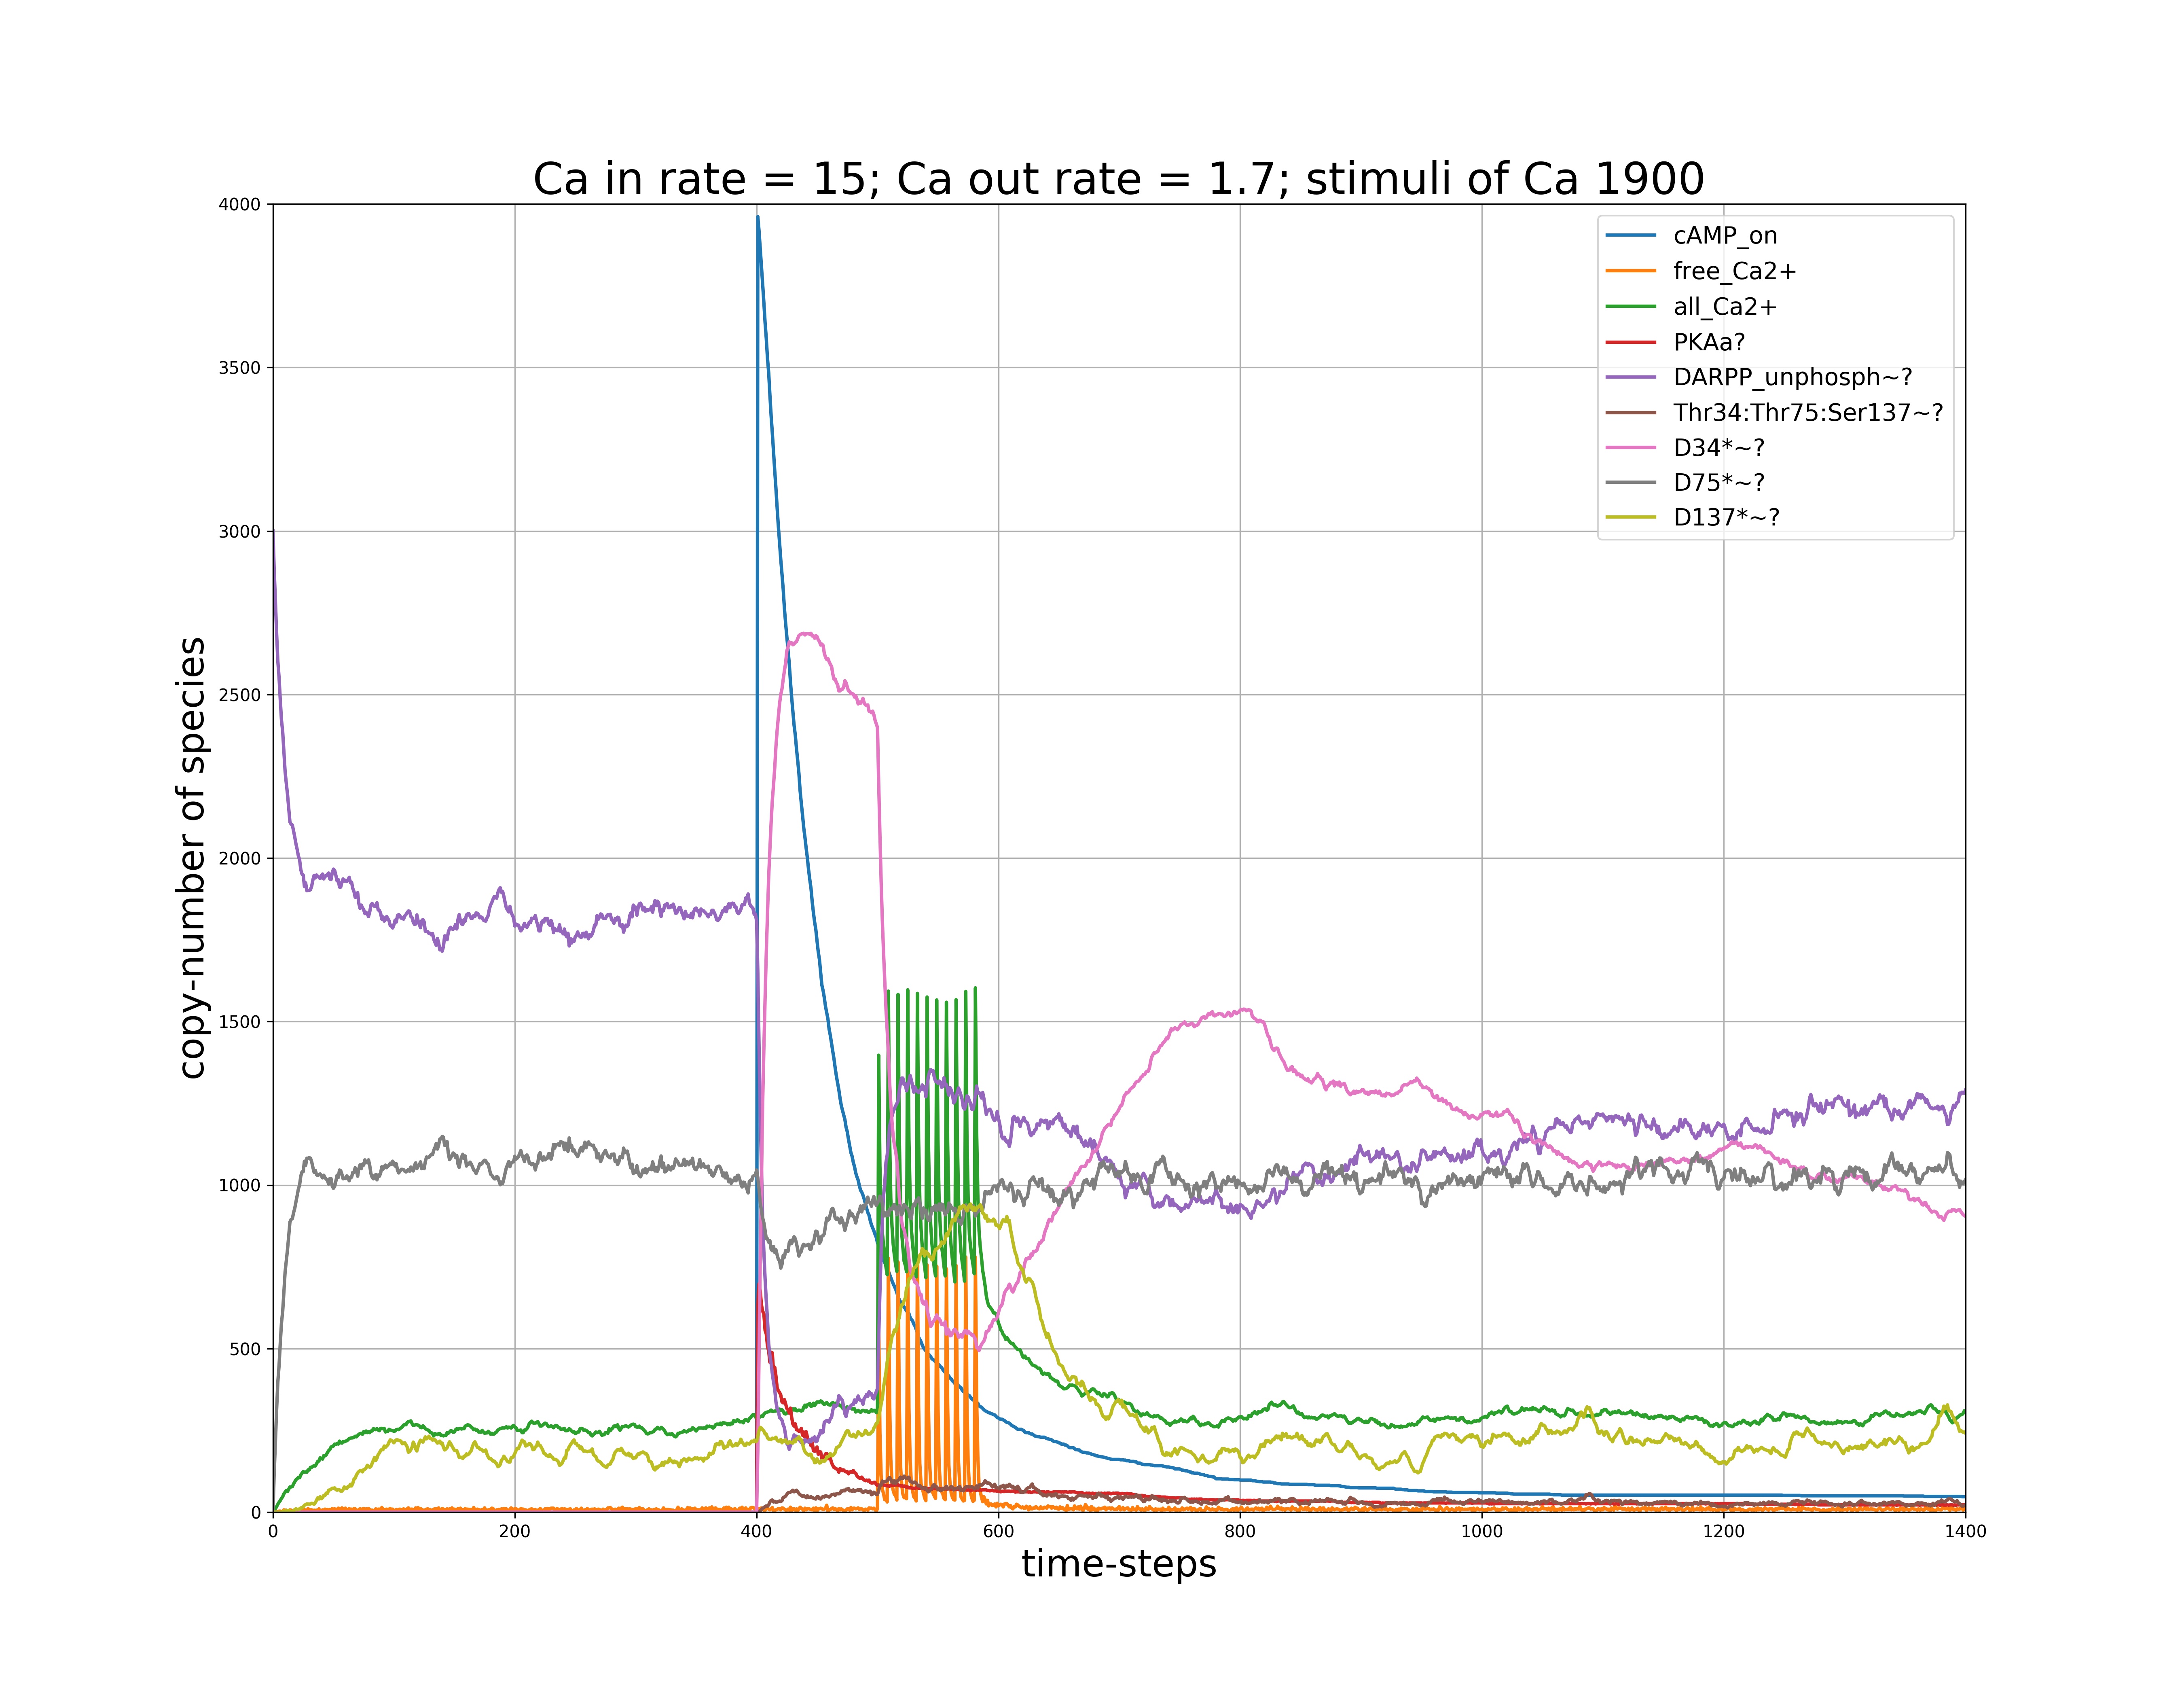 Ca in rate = 15; Ca out rate = 1.7; stimuli of Ca 1900
4000
3500
3000
2500
2000
1500
1000
500
0
copy-number of species
cAMP_on
free_Ca2+
all_Ca2+
PKAa?
DARPP_unphosph~?
Thr34:Thr75:Ser137~?
D34*~?
D75*~?
D137*~?
0 200 400 600 800 1000 1200 1400
time-steps